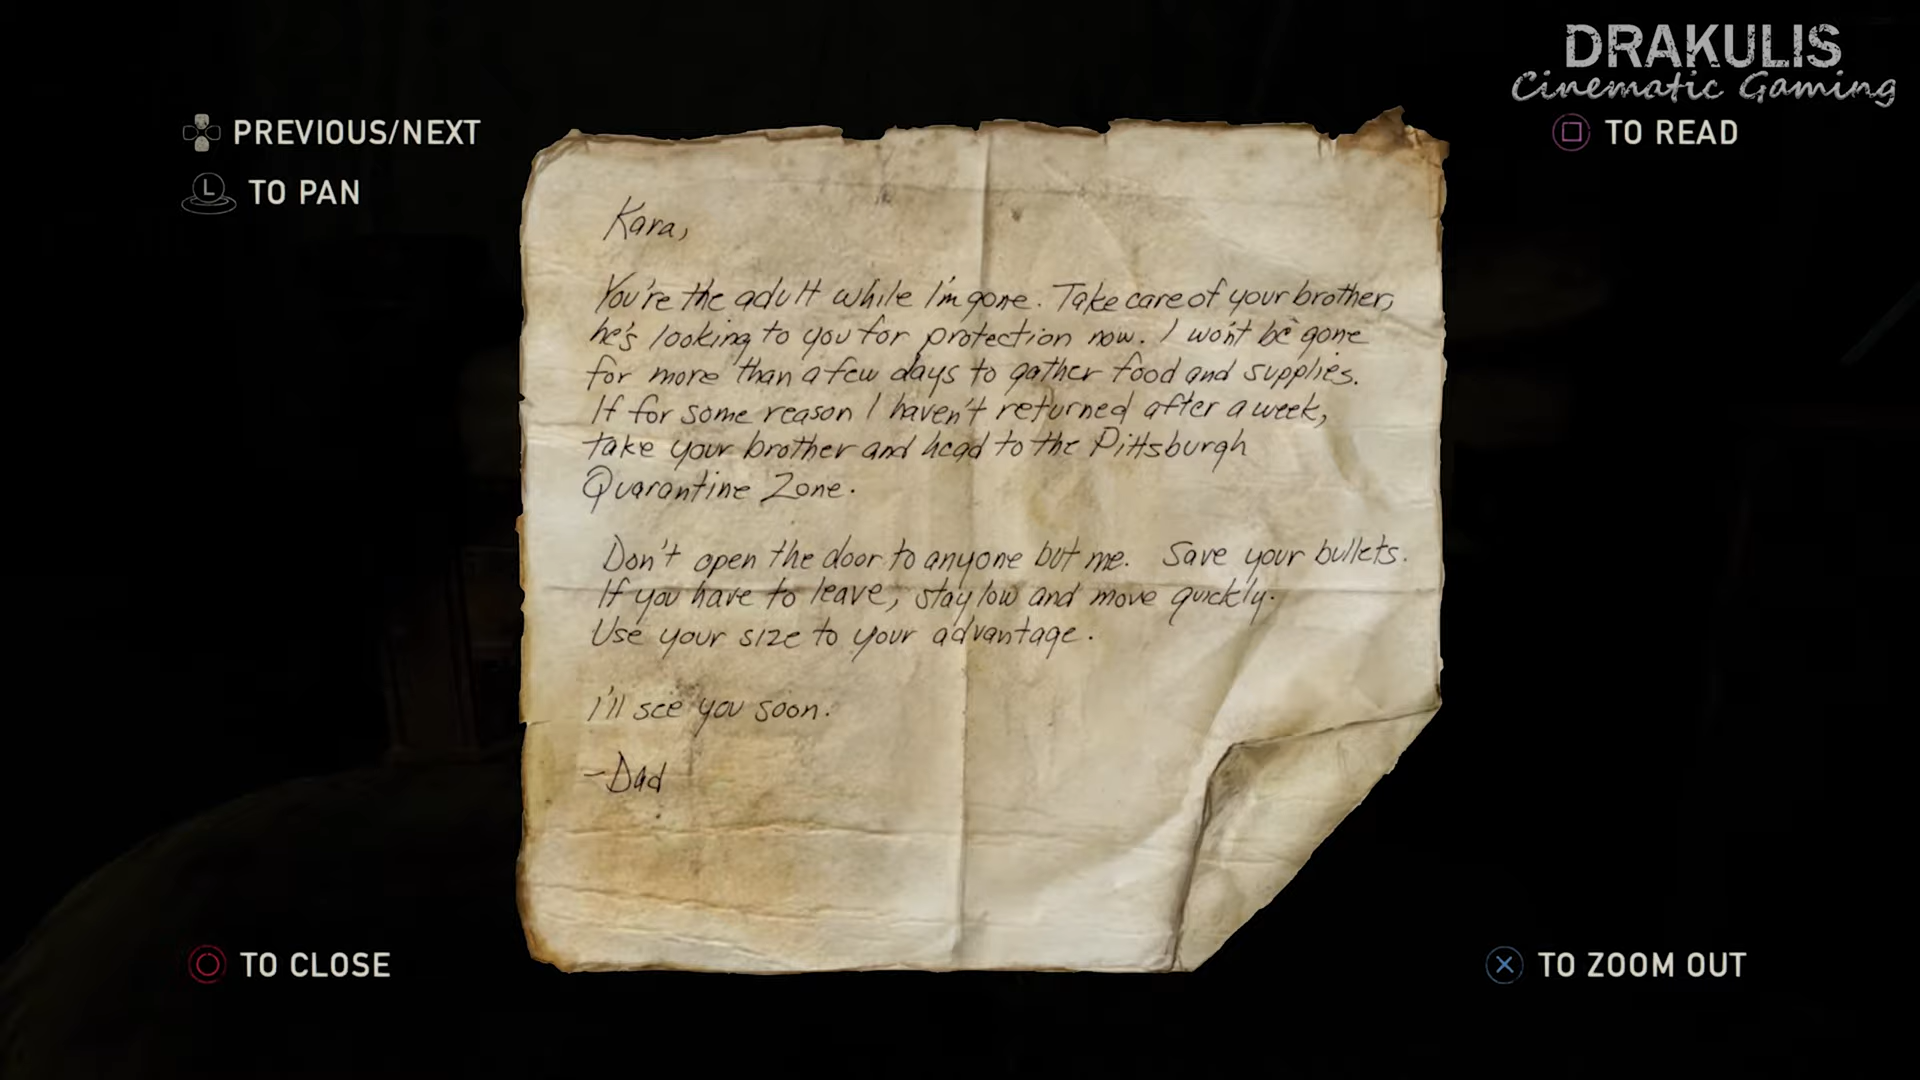 DRAKULIS
Cinematic Gaming
PREVIOUS/NEXT
TO READ
L TO PAN
Kara,
You're the adult while I'm gone. Take care of your brother,
he's looking to you for protection now. I won't be gone
for more than a few days to gather food and supplies.
If for some reason I haven't returned after a week,
take your brother and head to the Pittsburgh
Quarantine Zone.
Don't open the door to anyone but me. Save your bullets.
If you have to leave, stay low and move quickly.
Use your size to your advantage.
I'll see you soon.
-Dad
TO CLOSE
TO ZOOM OUT